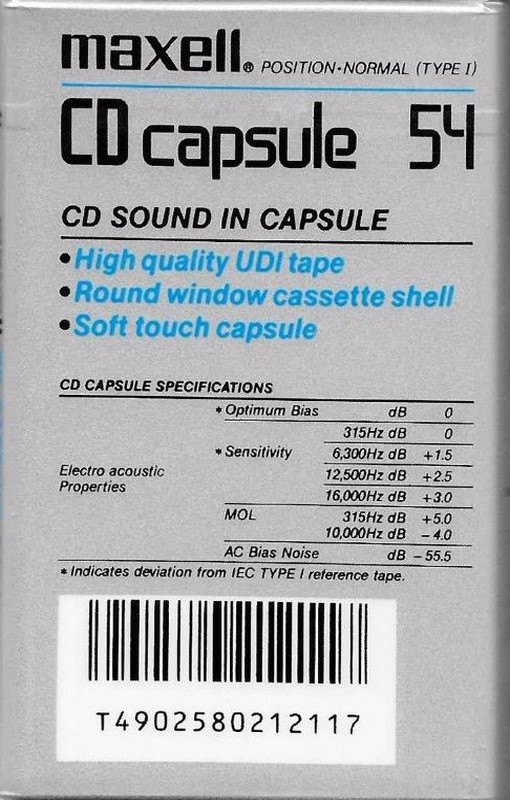 maxell® POSITION·NORMAL (TYPE I)
CD capsule 54
CD SOUND IN CAPSULE
•High quality UDI tape
•Round window cassette shell
•Soft touch capsule
CD CAPSULE SPECIFICATIONS
* Optimum Bias dB 0
315Hz dB 0
* Sensitivity 6,300Hz dB +1.5
Electro acoustic 12,500Hz dB +2.5
Properties 16,000Hz dB +3.0
MOL 315Hz dB +5.0
10,000Hz dB − 4.0
AC Bias Noise dB − 55.5
* Indicates deviation from IEC TYPE I reference tape.
T4902580212117